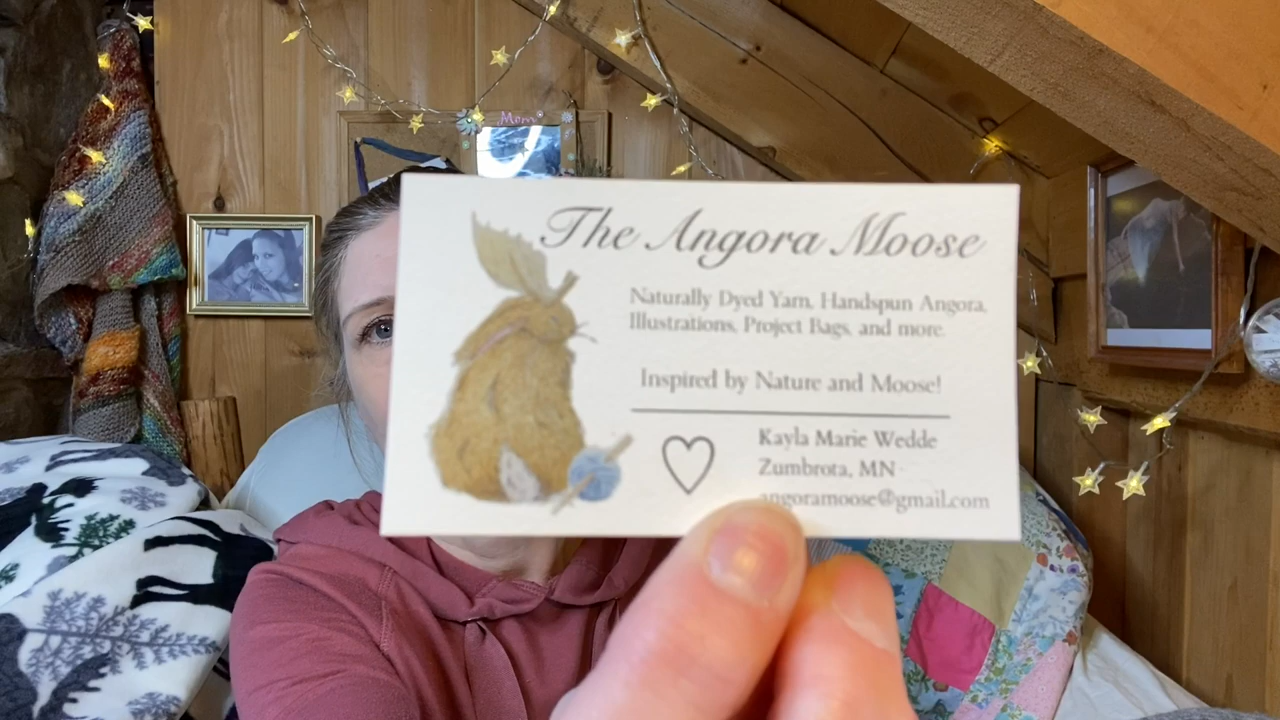 Mom
The Angora Moose
Naturally Dyed Yarn, Handspun Angora,
Illustrations, Project Bags, and more.
Inspired by Nature and Moose!
Kayla Marie Wedde
Zumbrota, MN
angoramoose@gmail.com